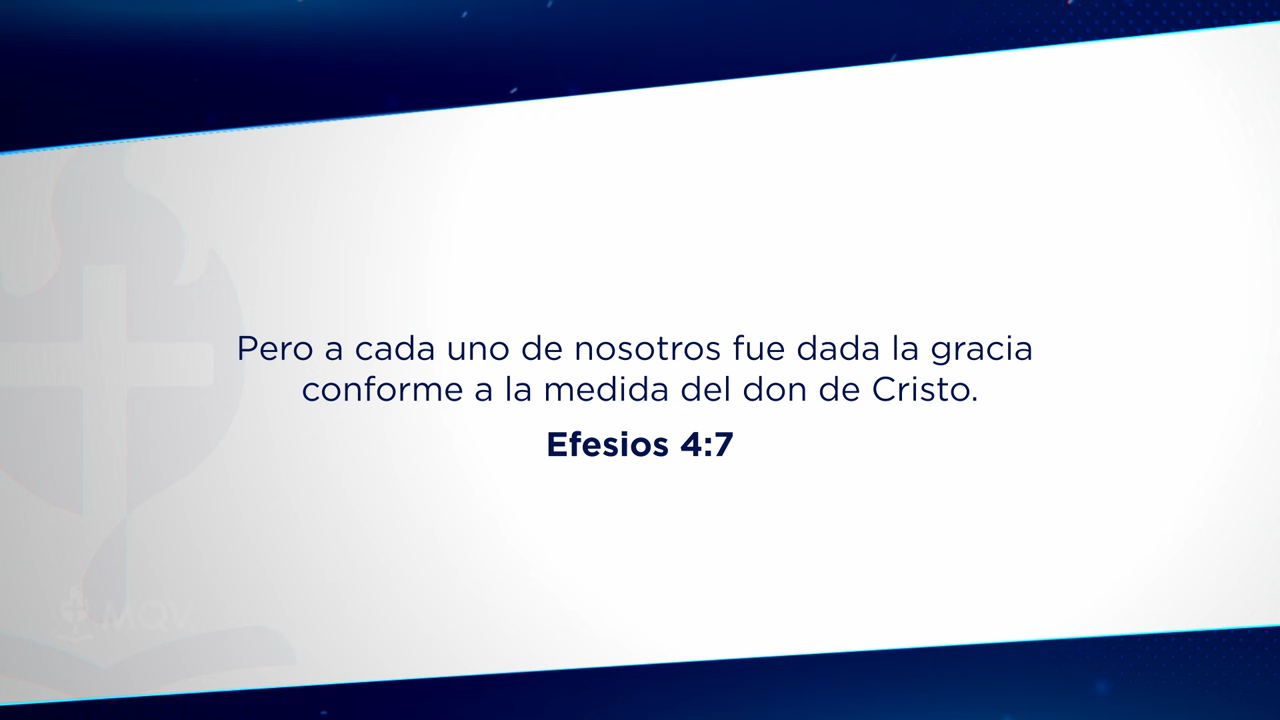 Pero a cada uno de nosotros fue dada la gracia
conforme a la medida del don de Cristo.
Efesios 4:7
MQV